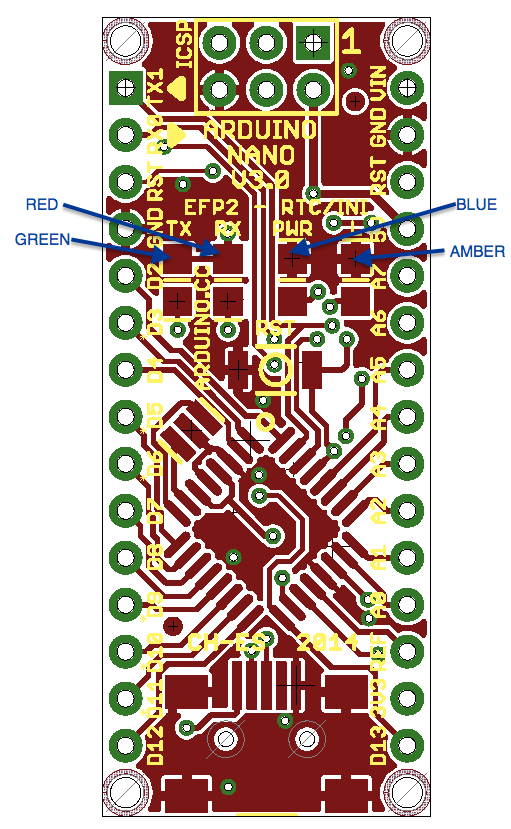 ICSP
1
TX1
VIN
RX0
GND
ARDUINO
NANO
V3.0
RST
RST
EFP2 - RTC/INI
RED
BLUE
GND
5V
TX
RX
PWR
L
GREEN
AMBER
D2
A7
ARDUINO.CC
D3
A6
RST
D4
A5
D5
A4
D6
A3
D7
A2
D8
A1
D9
A0
CH-ES 2014
D10
REF
D11
3V3
D12
D13